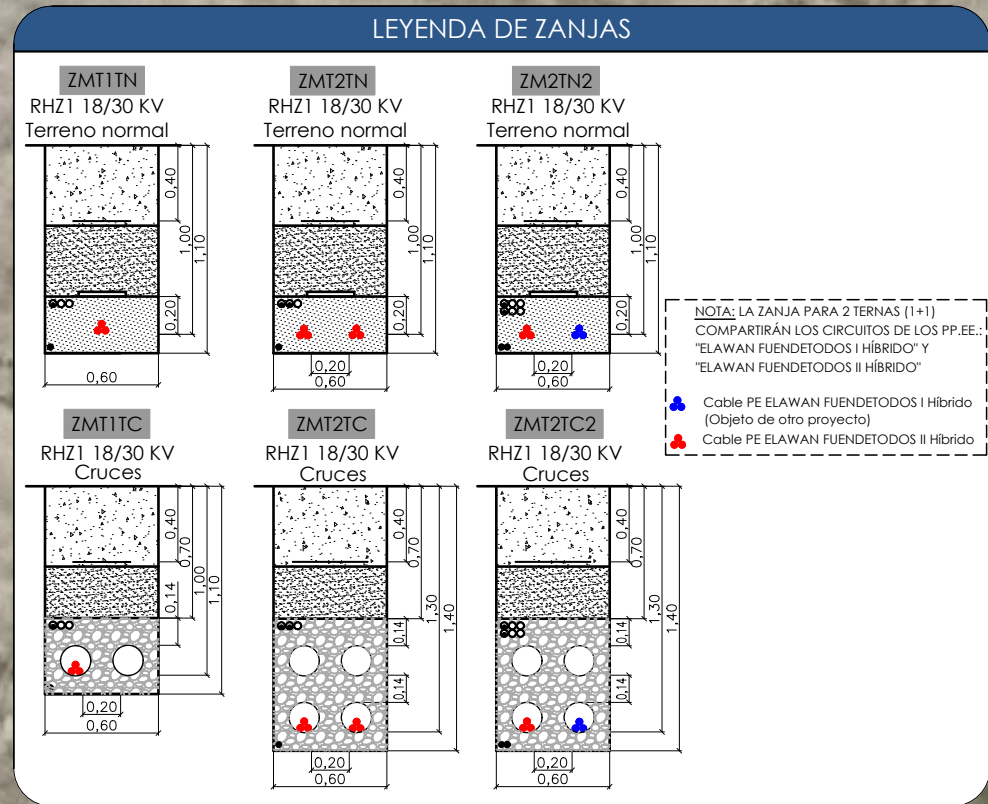 LEYENDA DE ZANJAS
ZMT1TN
RHZ1 18/30 KV
Terreno normal
0,40
1,00
1,10
0,20
0,60
ZMT2TN
RHZ1 18/30 KV
Terreno normal
0,40
1,00
1,10
0,20
0,20
0,60
ZM2TN2
RHZ1 18/30 KV
Terreno normal
0,40
1,00
1,10
0,20
0,20
0,60
NOTA: LA ZANJA PARA 2 TERNAS (1+1)
COMPARTIRÁN LOS CIRCUITOS DE LOS PP.EE.:
"ELAWAN FUENDETODOS I HÍBRIDO" Y
"ELAWAN FUENDETODOS II HÍBRIDO"
Cable PE ELAWAN FUENDETODOS I Híbrido
(Objeto de otro proyecto)
Cable PE ELAWAN FUENDETODOS II Híbrido
ZMT1TC
RHZ1 18/30 KV
Cruces
0,40
0,70
0,14
1,00
1,10
0,20
0,60
ZMT2TC
RHZ1 18/30 KV
Cruces
0,40
0,70
0,14
0,14
1,30
1,40
0,20
0,60
ZMT2TC2
RHZ1 18/30 KV
Cruces
0,40
0,70
0,14
0,14
1,30
1,40
0,20
0,60